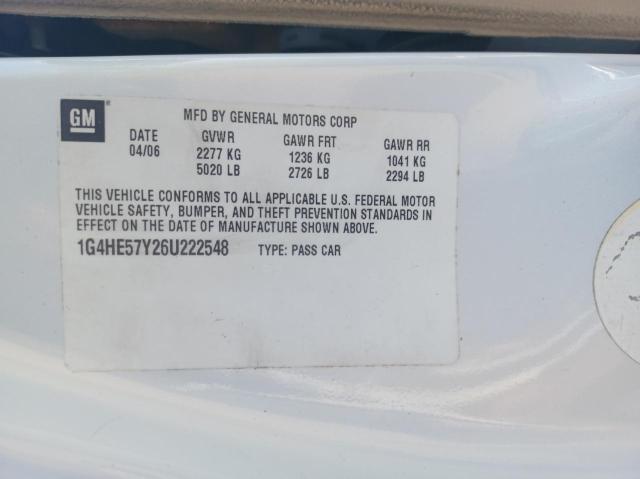 GM
MFD BY GENERAL MOTORS CORP
DATE GVWR GAWR FRT GAWR RR
04/06 2277 KG 1236 KG 1041 KG
5020 LB 2726 LB 2294 LB
THIS VEHICLE CONFORMS TO ALL APPLICABLE U.S. FEDERAL MOTOR
VEHICLE SAFETY, BUMPER, AND THEFT PREVENTION STANDARDS IN
EFFECT ON THE DATE OF MANUFACTURE SHOWN ABOVE.
1G4HE57Y26U222548 TYPE: PASS CAR